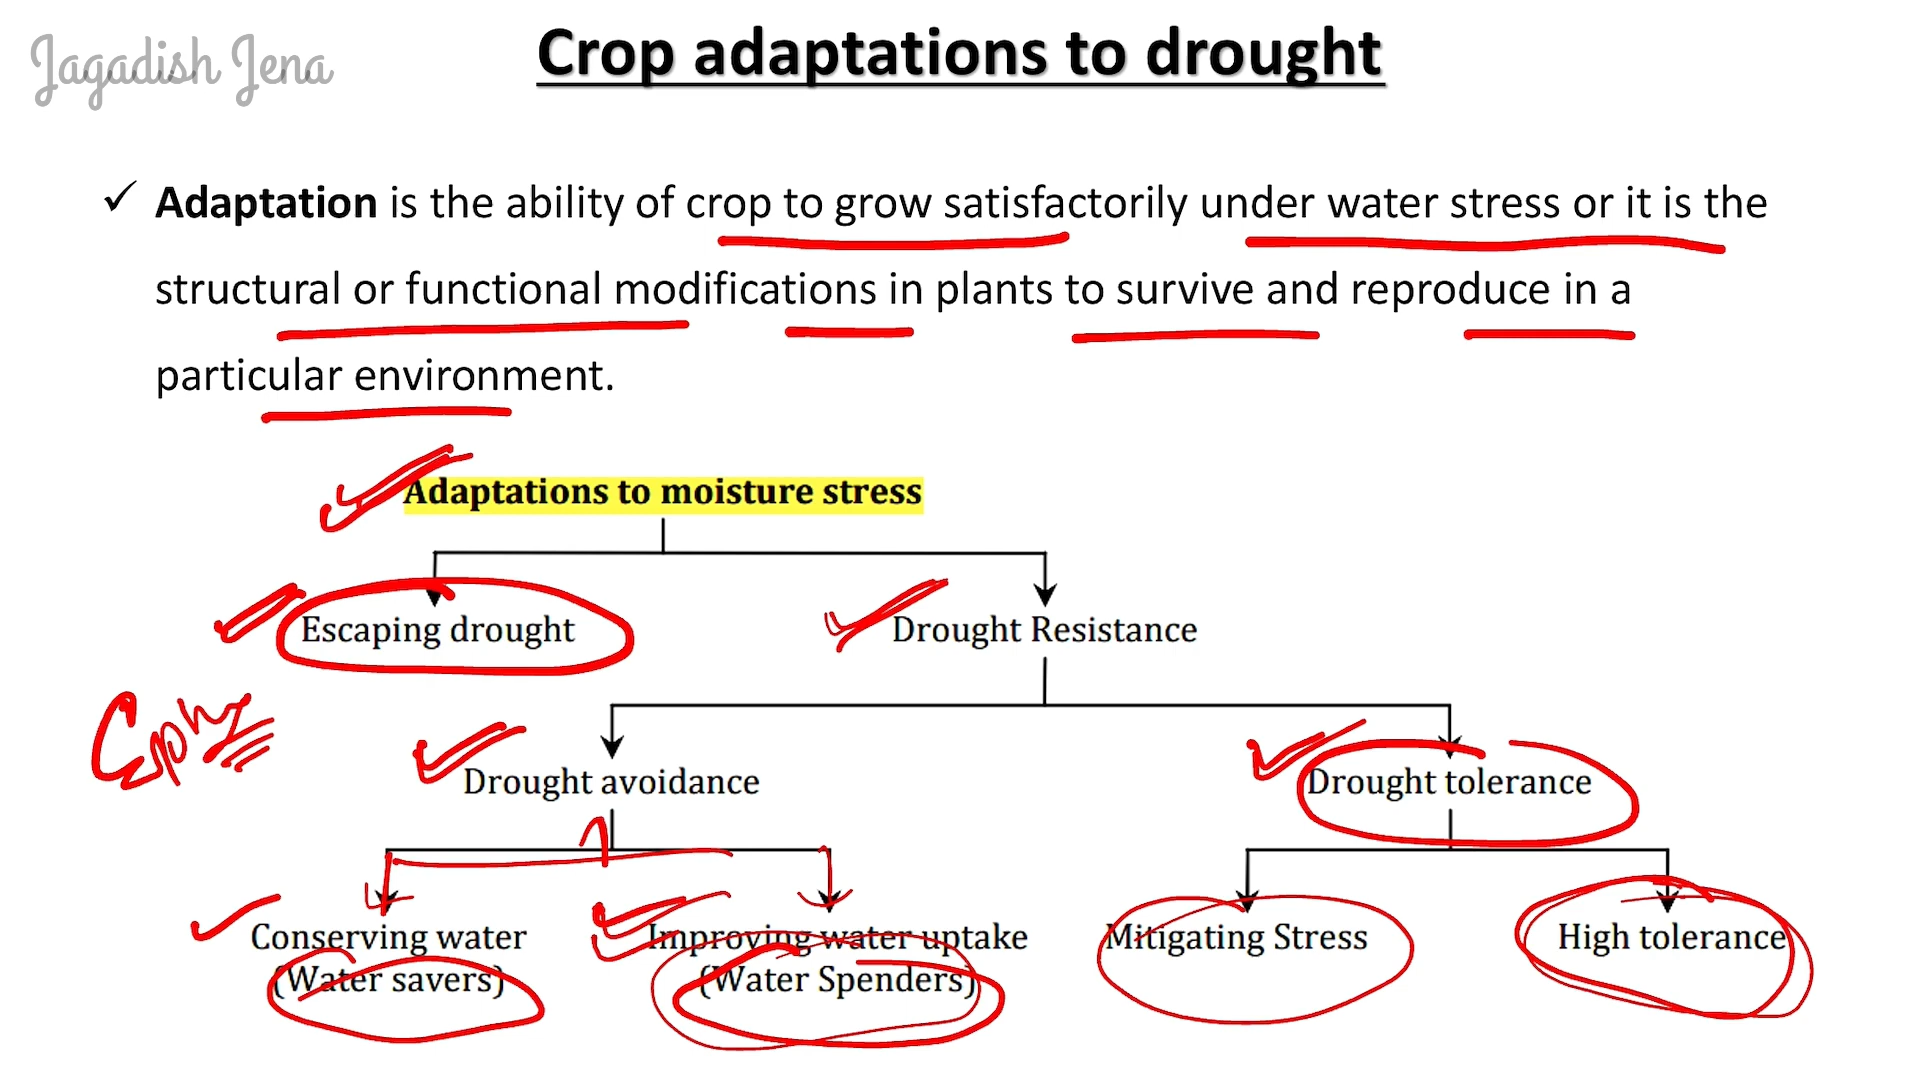 Jagadish Jena
Crop adaptations to drought
✓ Adaptation is the ability of crop to grow satisfactorily under water stress or it is the
structural or functional modifications in plants to survive and reproduce in a
particular environment.
Adaptations to moisture stress
Escaping drought
Drought Resistance
Drought avoidance
Drought tolerance
Conserving water
(Water savers)
Improving water uptake
(Water Spenders)
Mitigating Stress
High tolerance